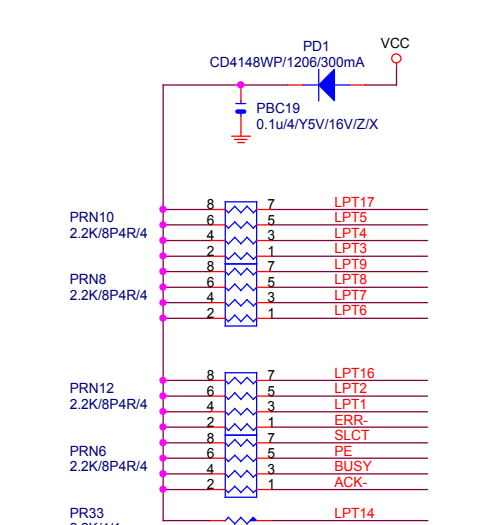 PD1
VCC
CD4148WP/1206/300mA
PBC19
0.1u/4/Y5V/16V/Z/X
8 7 LPT17
PRN10 6 5 LPT5
2.2K/8P4R/4 4 3 LPT4
2 1 LPT3
8 7 LPT9
PRN8 6 5 LPT8
2.2K/8P4R/4 4 3 LPT7
2 1 LPT6
8 7 LPT16
PRN12 6 5 LPT2
2.2K/8P4R/4 4 3 LPT1
2 1 ERR-
8 7 SLCT
PRN6 6 5 PE
2.2K/8P4R/4 4 3 BUSY
2 1 ACK-
PR33 LPT14